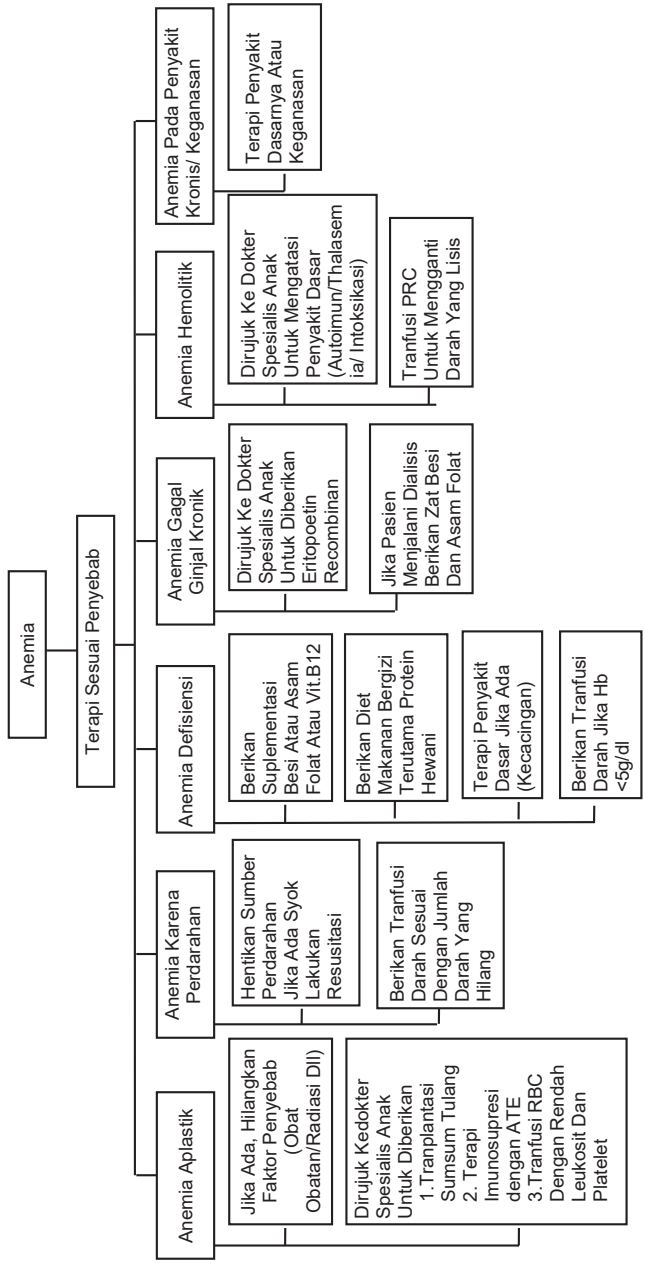 Anemia
Terapi Sesuai Penyebab
Anemia Aplastik
Jika Ada, Hilangkan
Faktor Penyebab
(Obat
Obatan/Radiasi Dll)
Dirujuk Kedokter
Spesialis Anak
Untuk Diberikan
1.Tranplantasi
Sumsum Tulang
2. Terapi
Imunosupresi
dengan ATE
3.Tranfusi RBC
Dengan Rendah
Leukosit Dan
Platelet
Anemia Karena
Perdarahan
Hentikan Sumber
Perdarahan
Jika Ada Syok
Lakukan
Resusitasi
Berikan Tranfusi
Darah Sesuai
Dengan Jumlah
Darah Yang
Hilang
Anemia Defisiensi
Berikan
Suplementasi
Besi Atau Asam
Folat Atau Vit.B12
Berikan Diet
Makanan Bergizi
Terutama Protein
Hewani
Terapi Penyakit
Dasar Jika Ada
(Kecacingan)
Berikan Tranfusi
Darah Jika Hb
<5g/dl
Anemia Gagal
Ginjal Kronik
Dirujuk Ke Dokter
Spesialis Anak
Untuk Diberikan
Eritopoetin
Recombinan
Jika Pasien
Menjalani Dialisis
Berikan Zat Besi
Dan Asam Folat
Anemia Hemolitik
Dirujuk Ke Dokter
Spesialis Anak
Untuk Mengatasi
Penyakit Dasar
(Autoimun/Thalasem
ia/ Intoksikasi)
Tranfusi PRC
Untuk Mengganti
Darah Yang Lisis
Anemia Pada Penyakit
Kronis/ Keganasan
Terapi Penyakit
Dasarnya Atau
Keganasan